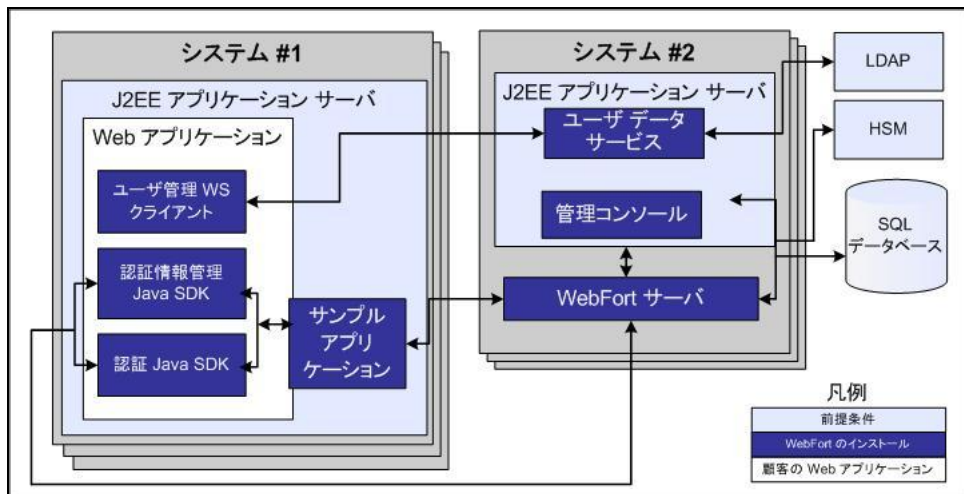 システム #1
J2EE アプリケーション サーバ
Web アプリケーション
ユーザ管理 WS
クライアント
認証情報管理
Java SDK
認証 Java SDK
サンプル
アプリ
ケーション
システム #2
J2EE アプリケーション サーバ
ユーザ データ
サービス
管理コンソール
WebFort サーバ
LDAP
HSM
SQL
データベース
凡例
前提条件
WebFort のインストール
顧客の Web アプリケーション